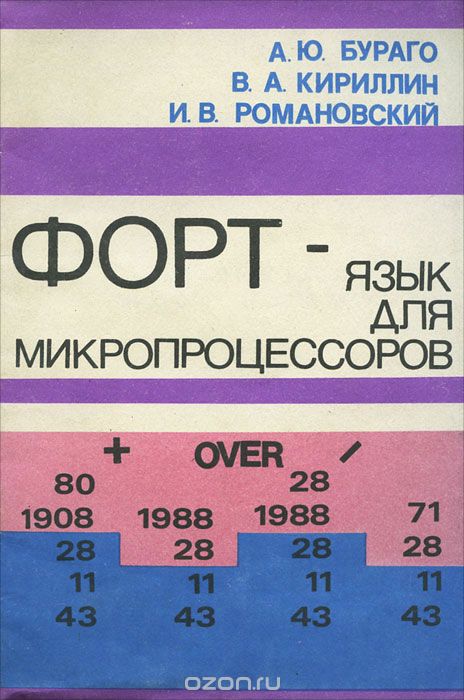 А. Ю. БУРАГО
В. А. КИРИЛЛИН
И. В. РОМАНОВСКИЙ
ФОРТ -
ЯЗЫК
ДЛЯ
МИКРОПРОЦЕССОРОВ
+ OVER /
80 28
1908 1988 1988 71
28 28 28 28
11 11 11 11
43 43 43 43
ozon.ru